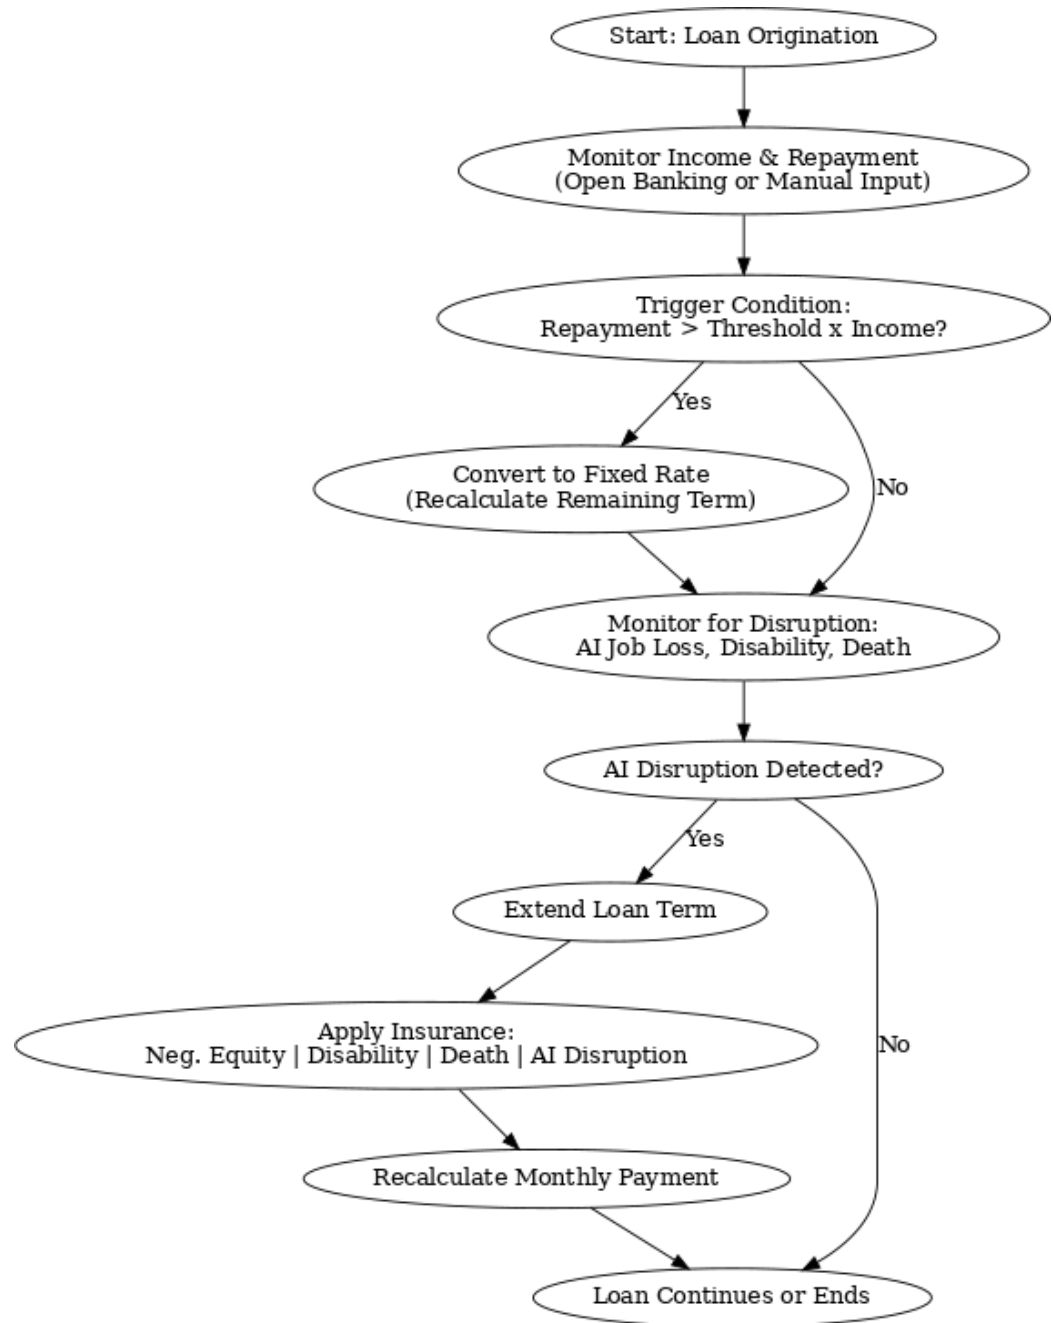 Start: Loan Origination
Monitor Income & Repayment
(Open Banking or Manual Input)
Trigger Condition:
Repayment > Threshold x Income?
Yes
Convert to Fixed Rate
(Recalculate Remaining Term)
No
Monitor for Disruption:
AI Job Loss, Disability, Death
AI Disruption Detected?
Yes
Extend Loan Term
Apply Insurance:
Neg. Equity | Disability | Death | AI Disruption
No
Recalculate Monthly Payment
Loan Continues or Ends